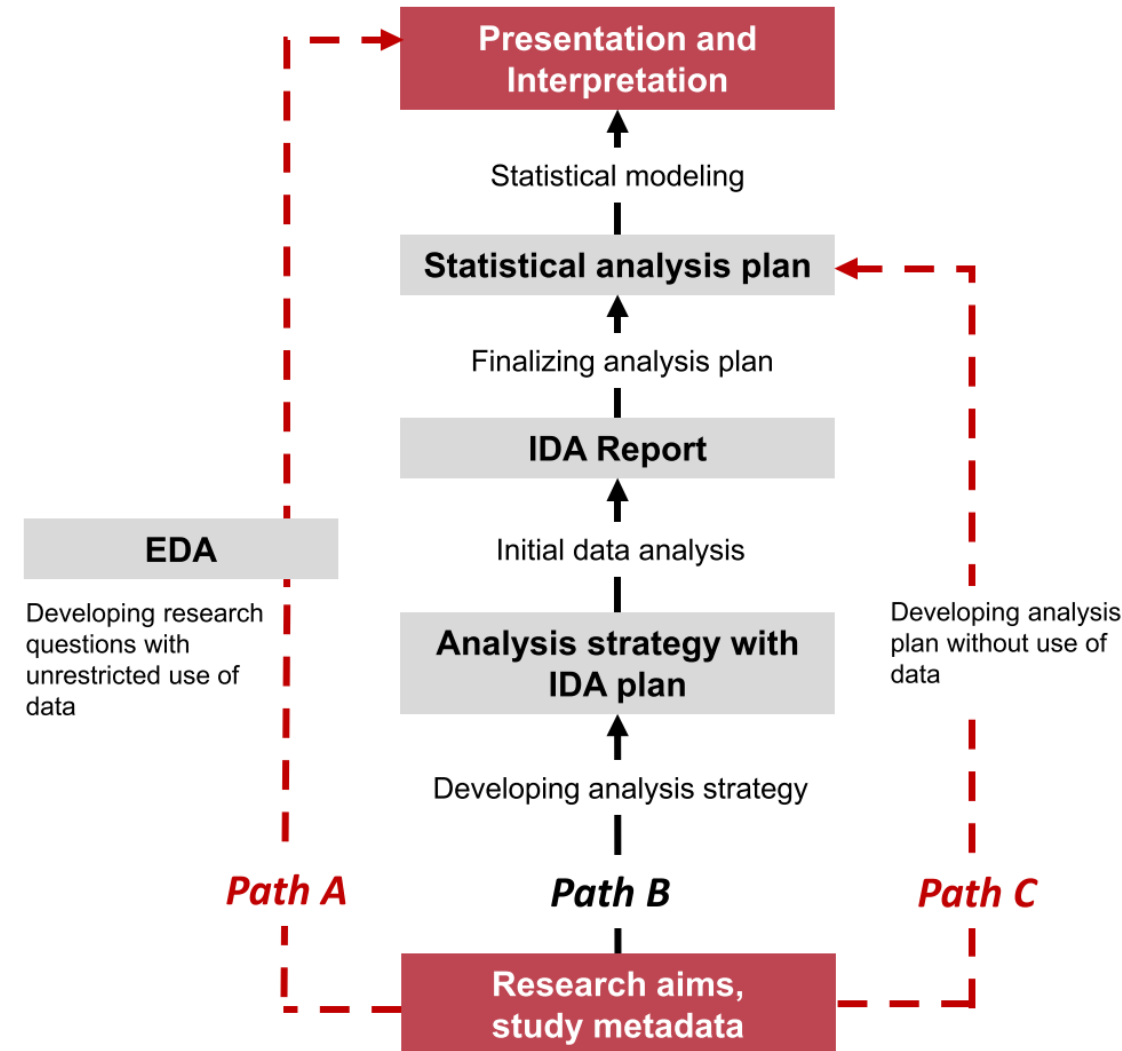 Presentation and
Interpretation
Statistical modeling
Statistical analysis plan
Finalizing analysis plan
IDA Report
EDA
Initial data analysis
Developing research
questions with
unrestricted use of
data
Developing analysis
plan without use of
data
Analysis strategy with
IDA plan
Developing analysis strategy
Path A
Path B
Path C
Research aims,
study metadata